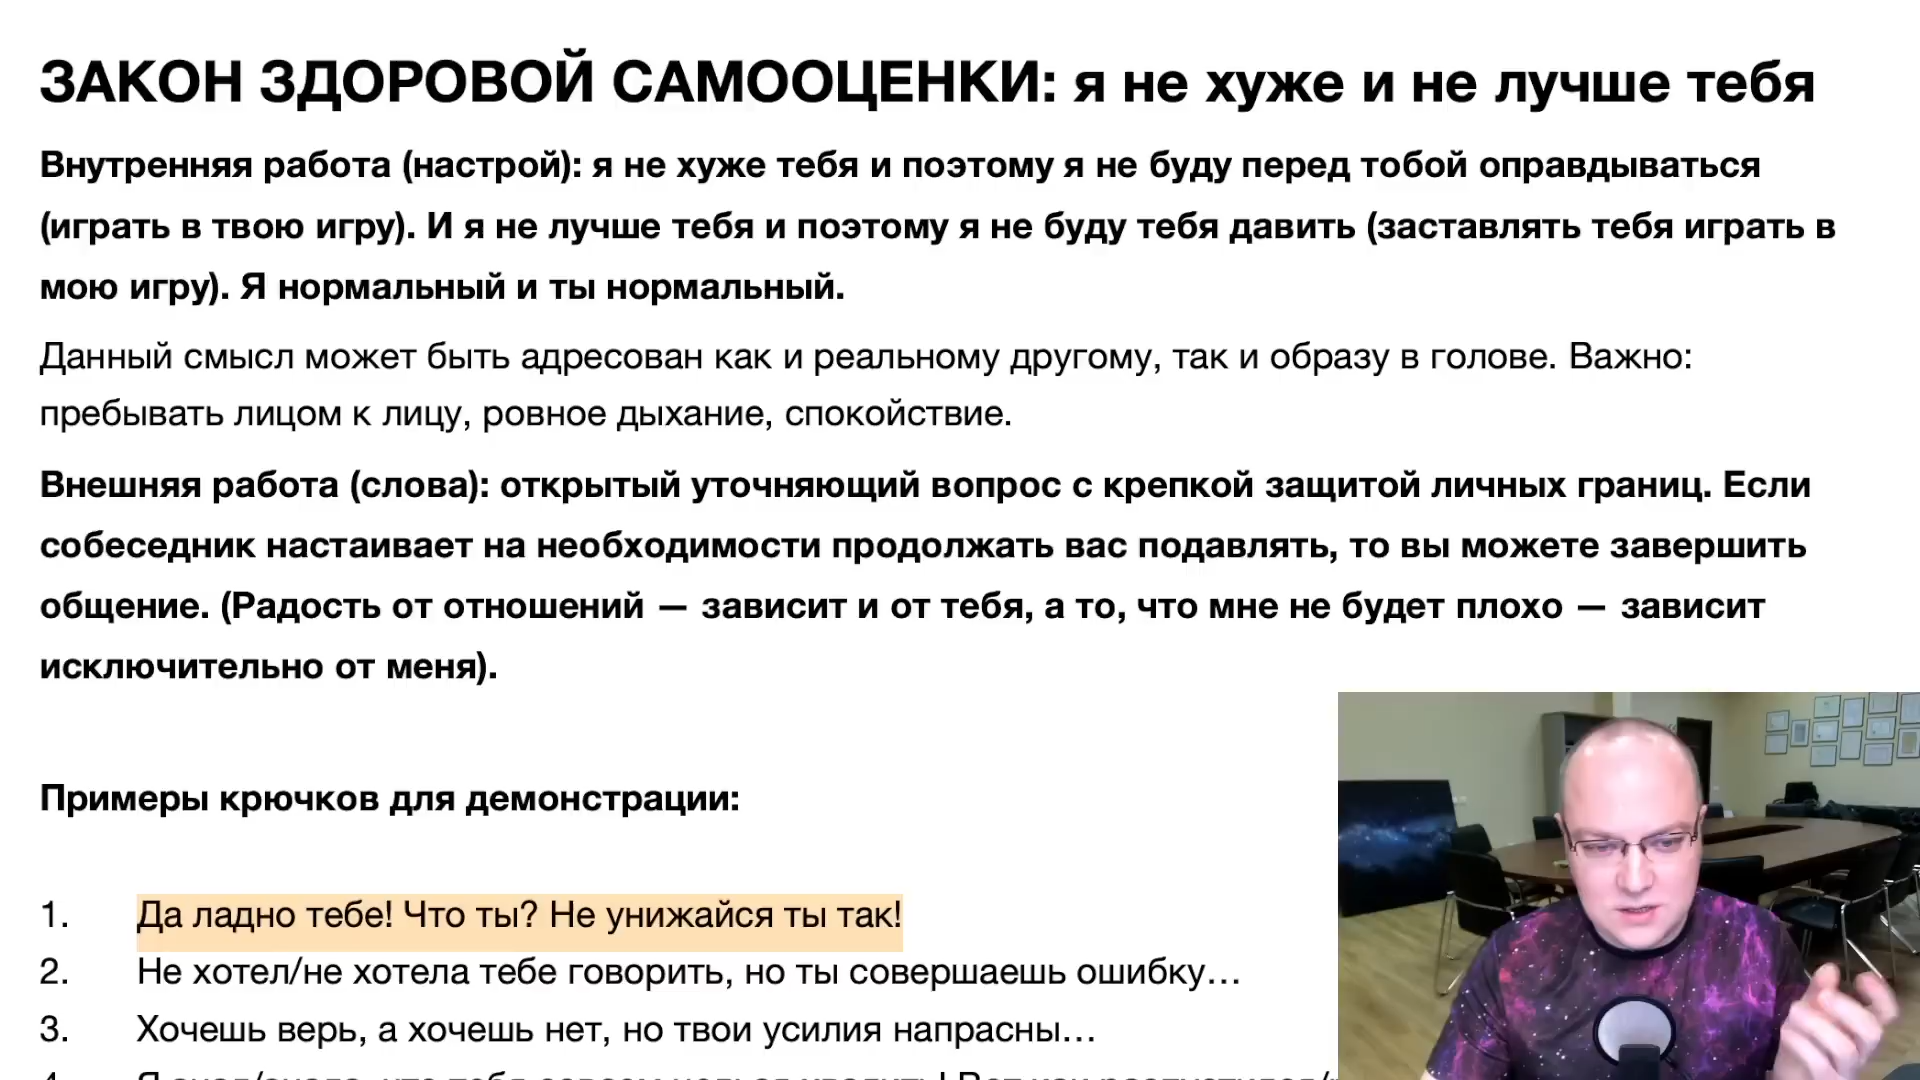 ЗАКОН ЗДОРОВОЙ САМООЦЕНКИ: я не хуже и не лучше тебя
Внутренняя работа (настрой): я не хуже тебя и поэтому я не буду перед тобой оправдываться
(играть в твою игру). И я не лучше тебя и поэтому я не буду тебя давить (заставлять тебя играть в
мою игру). Я нормальный и ты нормальный.
Данный смысл может быть адресован как и реальному другому, так и образу в голове. Важно:
пребывать лицом к лицу, ровное дыхание, спокойствие.
Внешняя работа (слова): открытый уточняющий вопрос с крепкой защитой личных границ. Если
собеседник настаивает на необходимости продолжать вас подавлять, то вы можете завершить
общение. (Радость от отношений — зависит и от тебя, а то, что мне не будет плохо — зависит
исключительно от меня).
Примеры крючков для демонстрации:
1. Да ладно тебе! Что ты? Не унижайся ты так!
2. Не хотел/не хотела тебе говорить, но ты совершаешь ошибку…
3. Хочешь верь, а хочешь нет, но твои усилия напрасны…